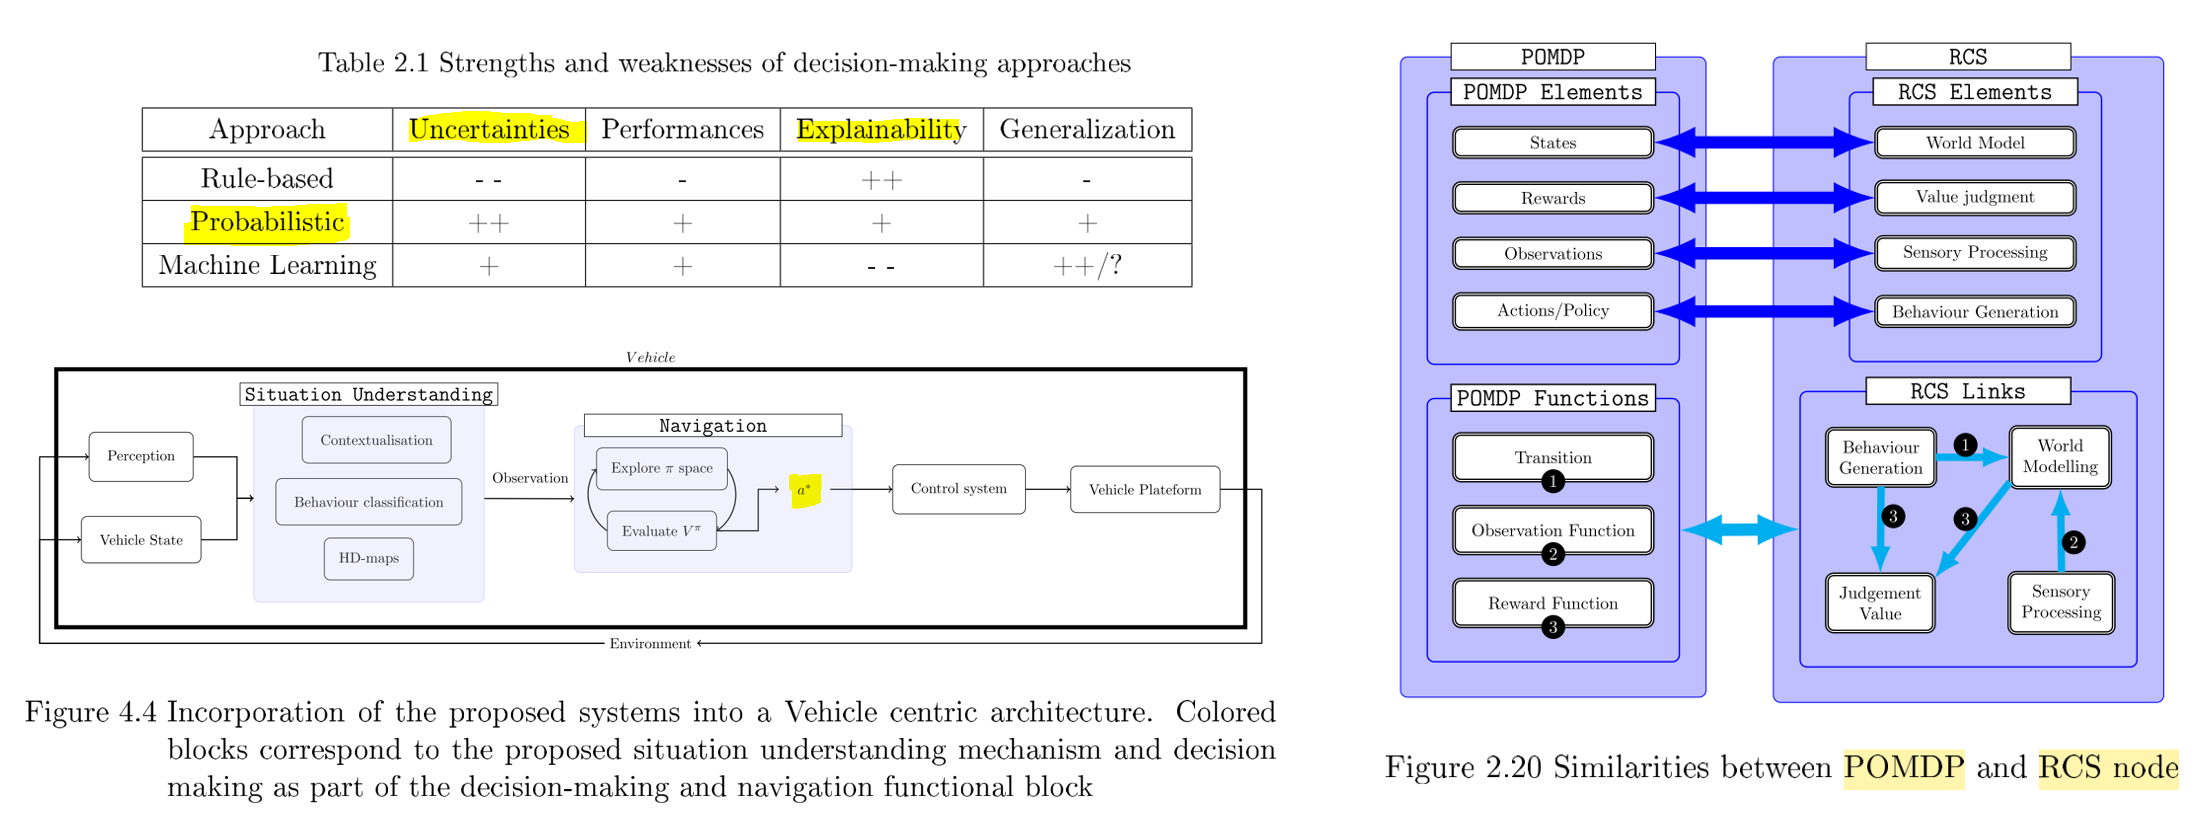 Table 2.1 Strengths and weaknesses of decision-making approaches
Approach Uncertainties Performances Explainability Generalization
Rule-based - - - ++ -
Probabilistic ++ + + +
Machine Learning + + - - ++/?
Vehicle
Situation Understanding
Contextualisation
Behaviour classification
HD-maps
Perception
Vehicle State
Observation
Navigation
Explore π space
Evaluate V^π
a*
Control system
Vehicle Plateform
Environment
Figure 4.4 Incorporation of the proposed systems into a Vehicle centric architecture. Colored
blocks correspond to the proposed situation understanding mechanism and decision
making as part of the decision-making and navigation functional block
POMDP
POMDP Elements
States
Rewards
Observations
Actions/Policy
POMDP Functions
Transition
1
Observation Function
2
Reward Function
3
RCS
RCS Elements
World Model
Value judgment
Sensory Processing
Behaviour Generation
RCS Links
Behaviour
Generation
1
World
Modelling
3
3
2
Judgement
Value
Sensory
Processing
Figure 2.20 Similarities between POMDP and RCS node